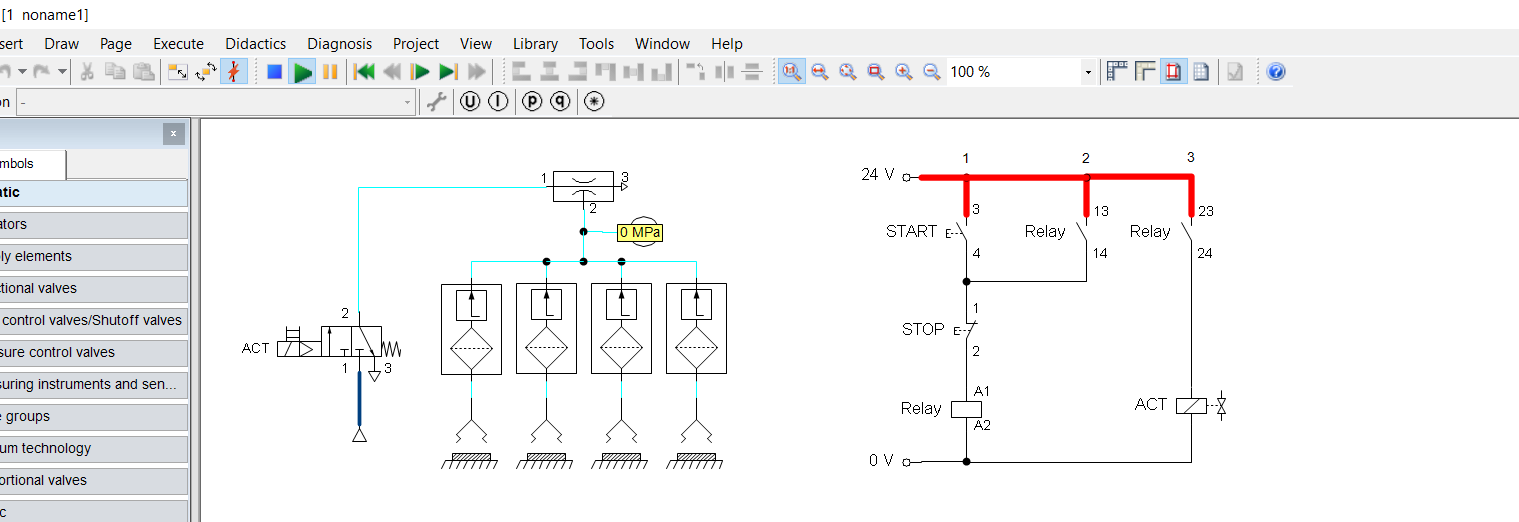 [1 noname1]
sert Draw Page Execute Didactics Diagnosis Project View Library Tools Window Help
100 %
on -
U I p q
x
mbols
atic
ators
ly elements
ctional valves
control valves/Shutoff valves
sure control valves
suring instruments and sen...
e groups
um technology
ortional valves
c
1 3
2
0 MPa
2
ACT
1 3
1 2 3
24 V
3 13 23
START Relay Relay
4 14 24
1
STOP
2
A1
Relay ACT
A2
0 V